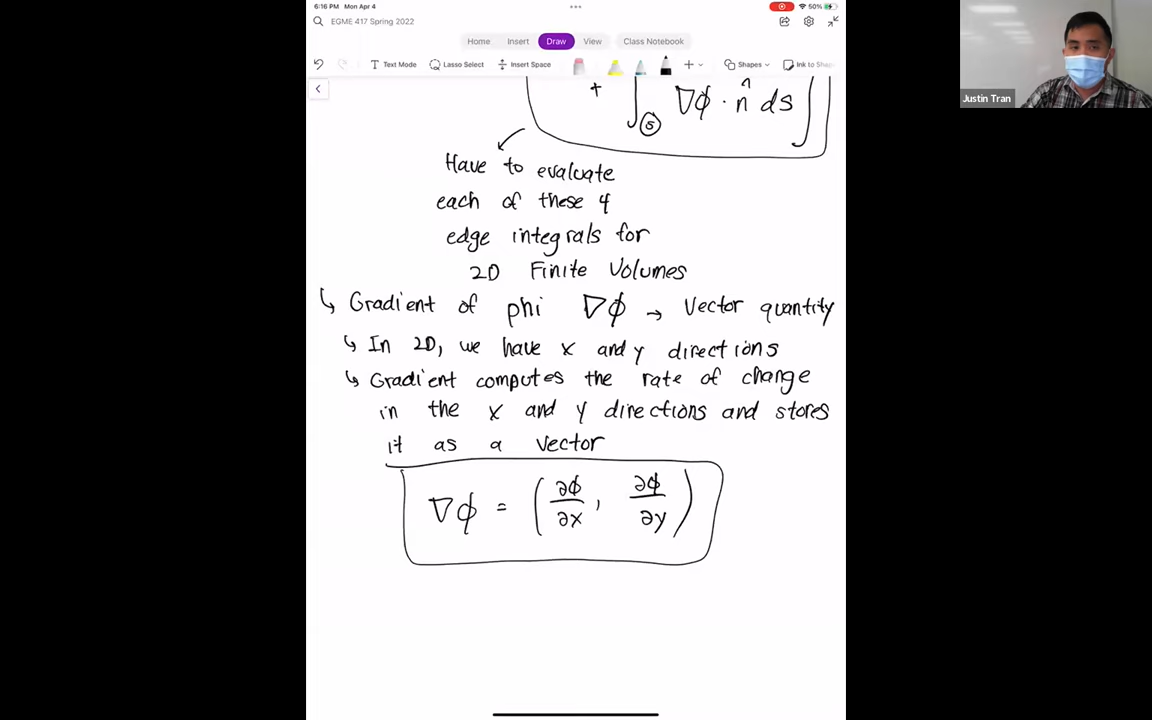 6:16 PM Mon Apr 4
50%
EGME 417 Spring 2022
Home Insert Draw View Class Notebook
Text Mode Lasso Select Insert Space Shapes Ink to Shap
Justin Tran
+ ∫ⓢ ∇ϕ · n̂ ds ]
Have to evaluate
each of these 4
edge integrals for
2D Finite Volumes
↳ Gradient of phi ∇ϕ → Vector quantity
↳ In 2D, we have x and y directions
↳ Gradient computes the rate of change
in the x and y directions and stores
it as a vector
∇ϕ = (∂ϕ/∂x, ∂ϕ/∂y)